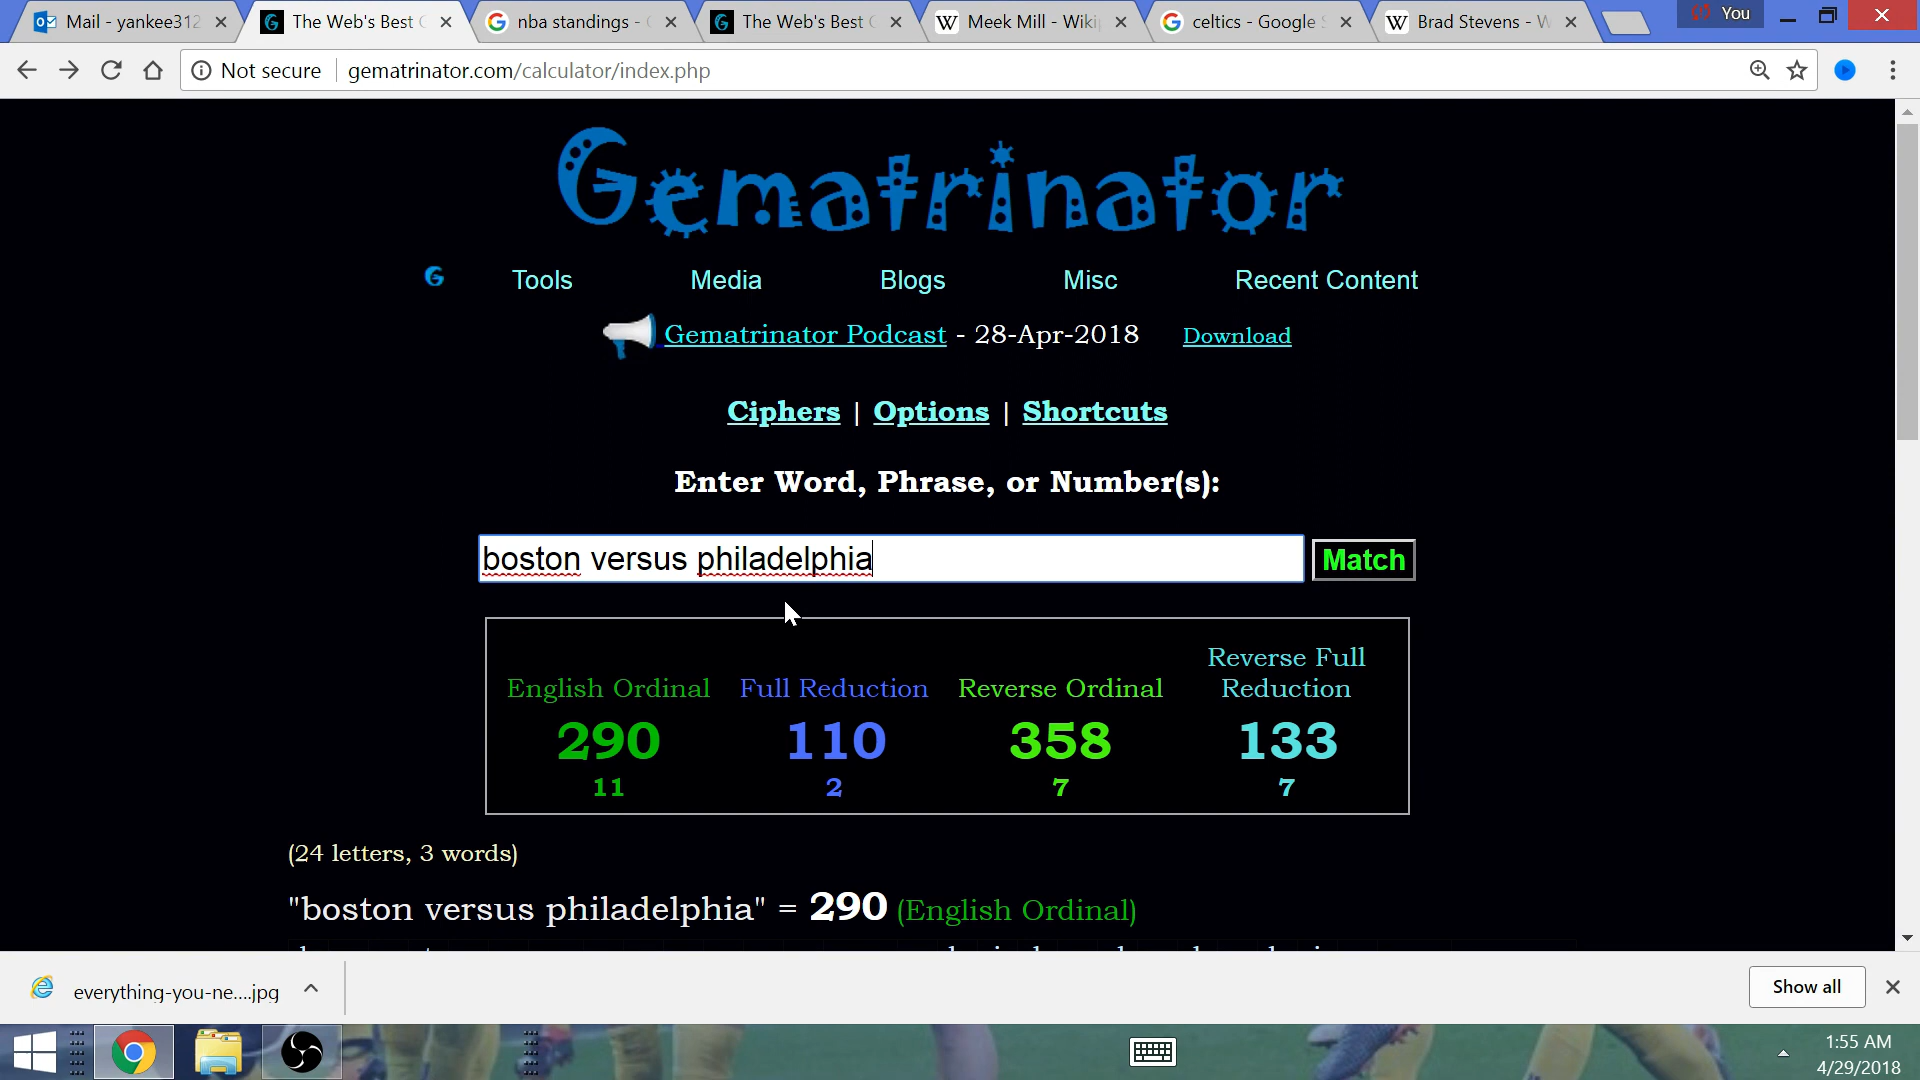 Mail - yankee312
The Web's Best C
nba standings -
The Web's Best C
Meek Mill - Wiki
celtics - Google S
Brad Stevens - W
You
Not secure
gematrinator.com/calculator/index.php
Gematrinator
Tools
Media
Blogs
Misc
Recent Content
Gematrinator Podcast - 28-Apr-2018 Download
Ciphers | Options | Shortcuts
Enter Word, Phrase, or Number(s):
boston versus philadelphia
Match
English Ordinal
Full Reduction
Reverse Ordinal
Reverse Full
Reduction
290
110
358
133
11
2
7
7
(24 letters, 3 words)
"boston versus philadelphia" = 290 (English Ordinal)
everything-you-ne....jpg
Show all
1:55 AM
4/29/2018